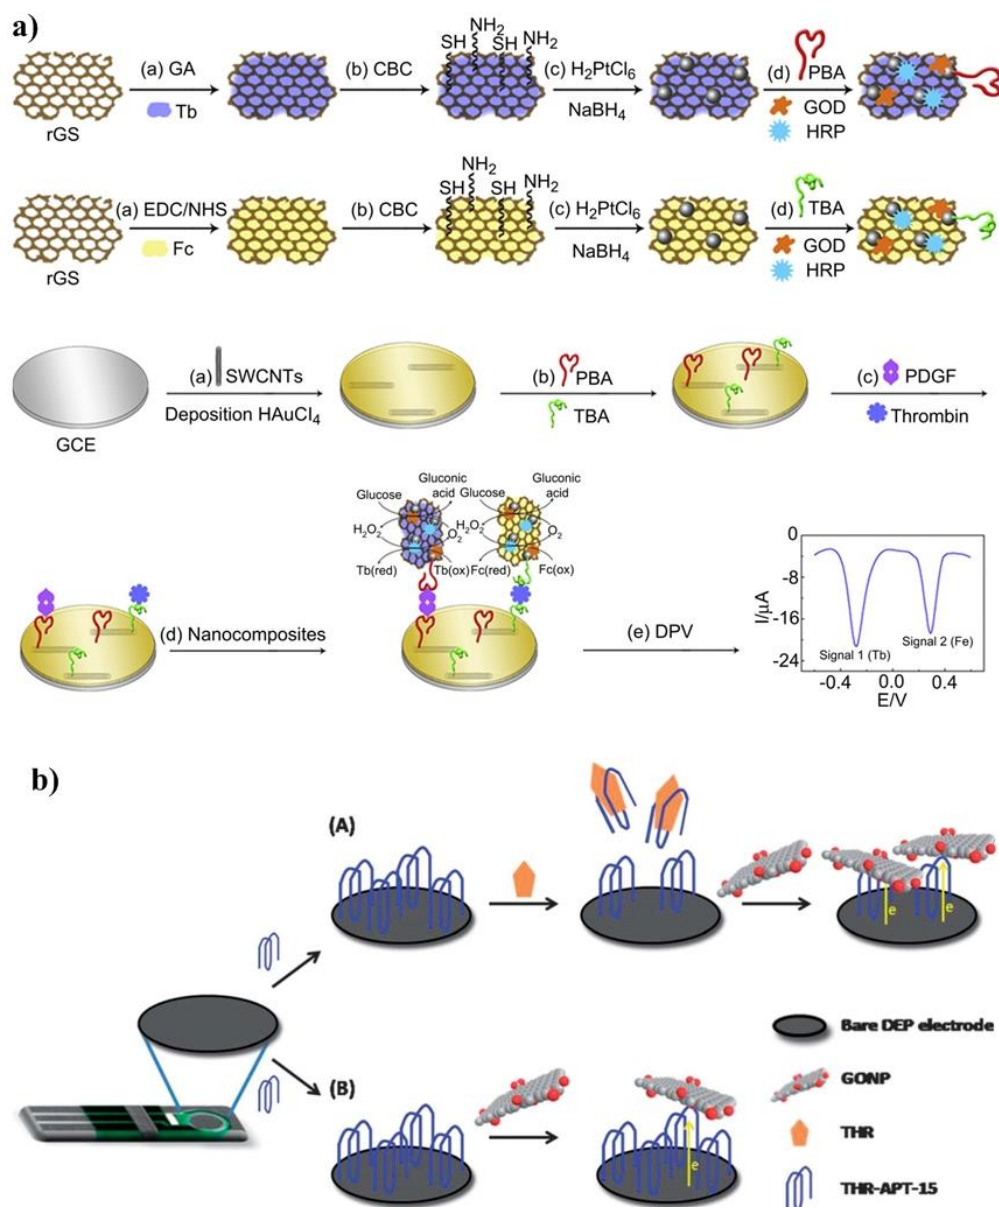 a)
SH NH2 SH NH2
(a) GA
Tb
(b) CBC
(c) H2PtCl6
NaBH4
(d)
PBA
GOD
HRP
rGS
SH NH2 SH NH2
(a) EDC/NHS
Fc
(b) CBC
(c) H2PtCl6
NaBH4
(d)
TBA
GOD
HRP
rGS
(a) SWCNTs
Deposition HAuCl4
(b) PBA
TBA
(c) PDGF
Thrombin
GCE
Glucose
Gluconic
acid
H2O2
O2
Tb(red)
Tb(ox)
Glucose
Gluconic
acid
H2O2
O2
Fc(red)
Fc(ox)
(d) Nanocomposites
(e) DPV
I/μA
0
-8
-16
-24
Signal 1 (Tb)
Signal 2 (Fe)
-0.4
0.0
0.4
E/V
b)
(A)
e
e
(B)
e
Bare DEP electrode
GONP
THR
THR-APT-15